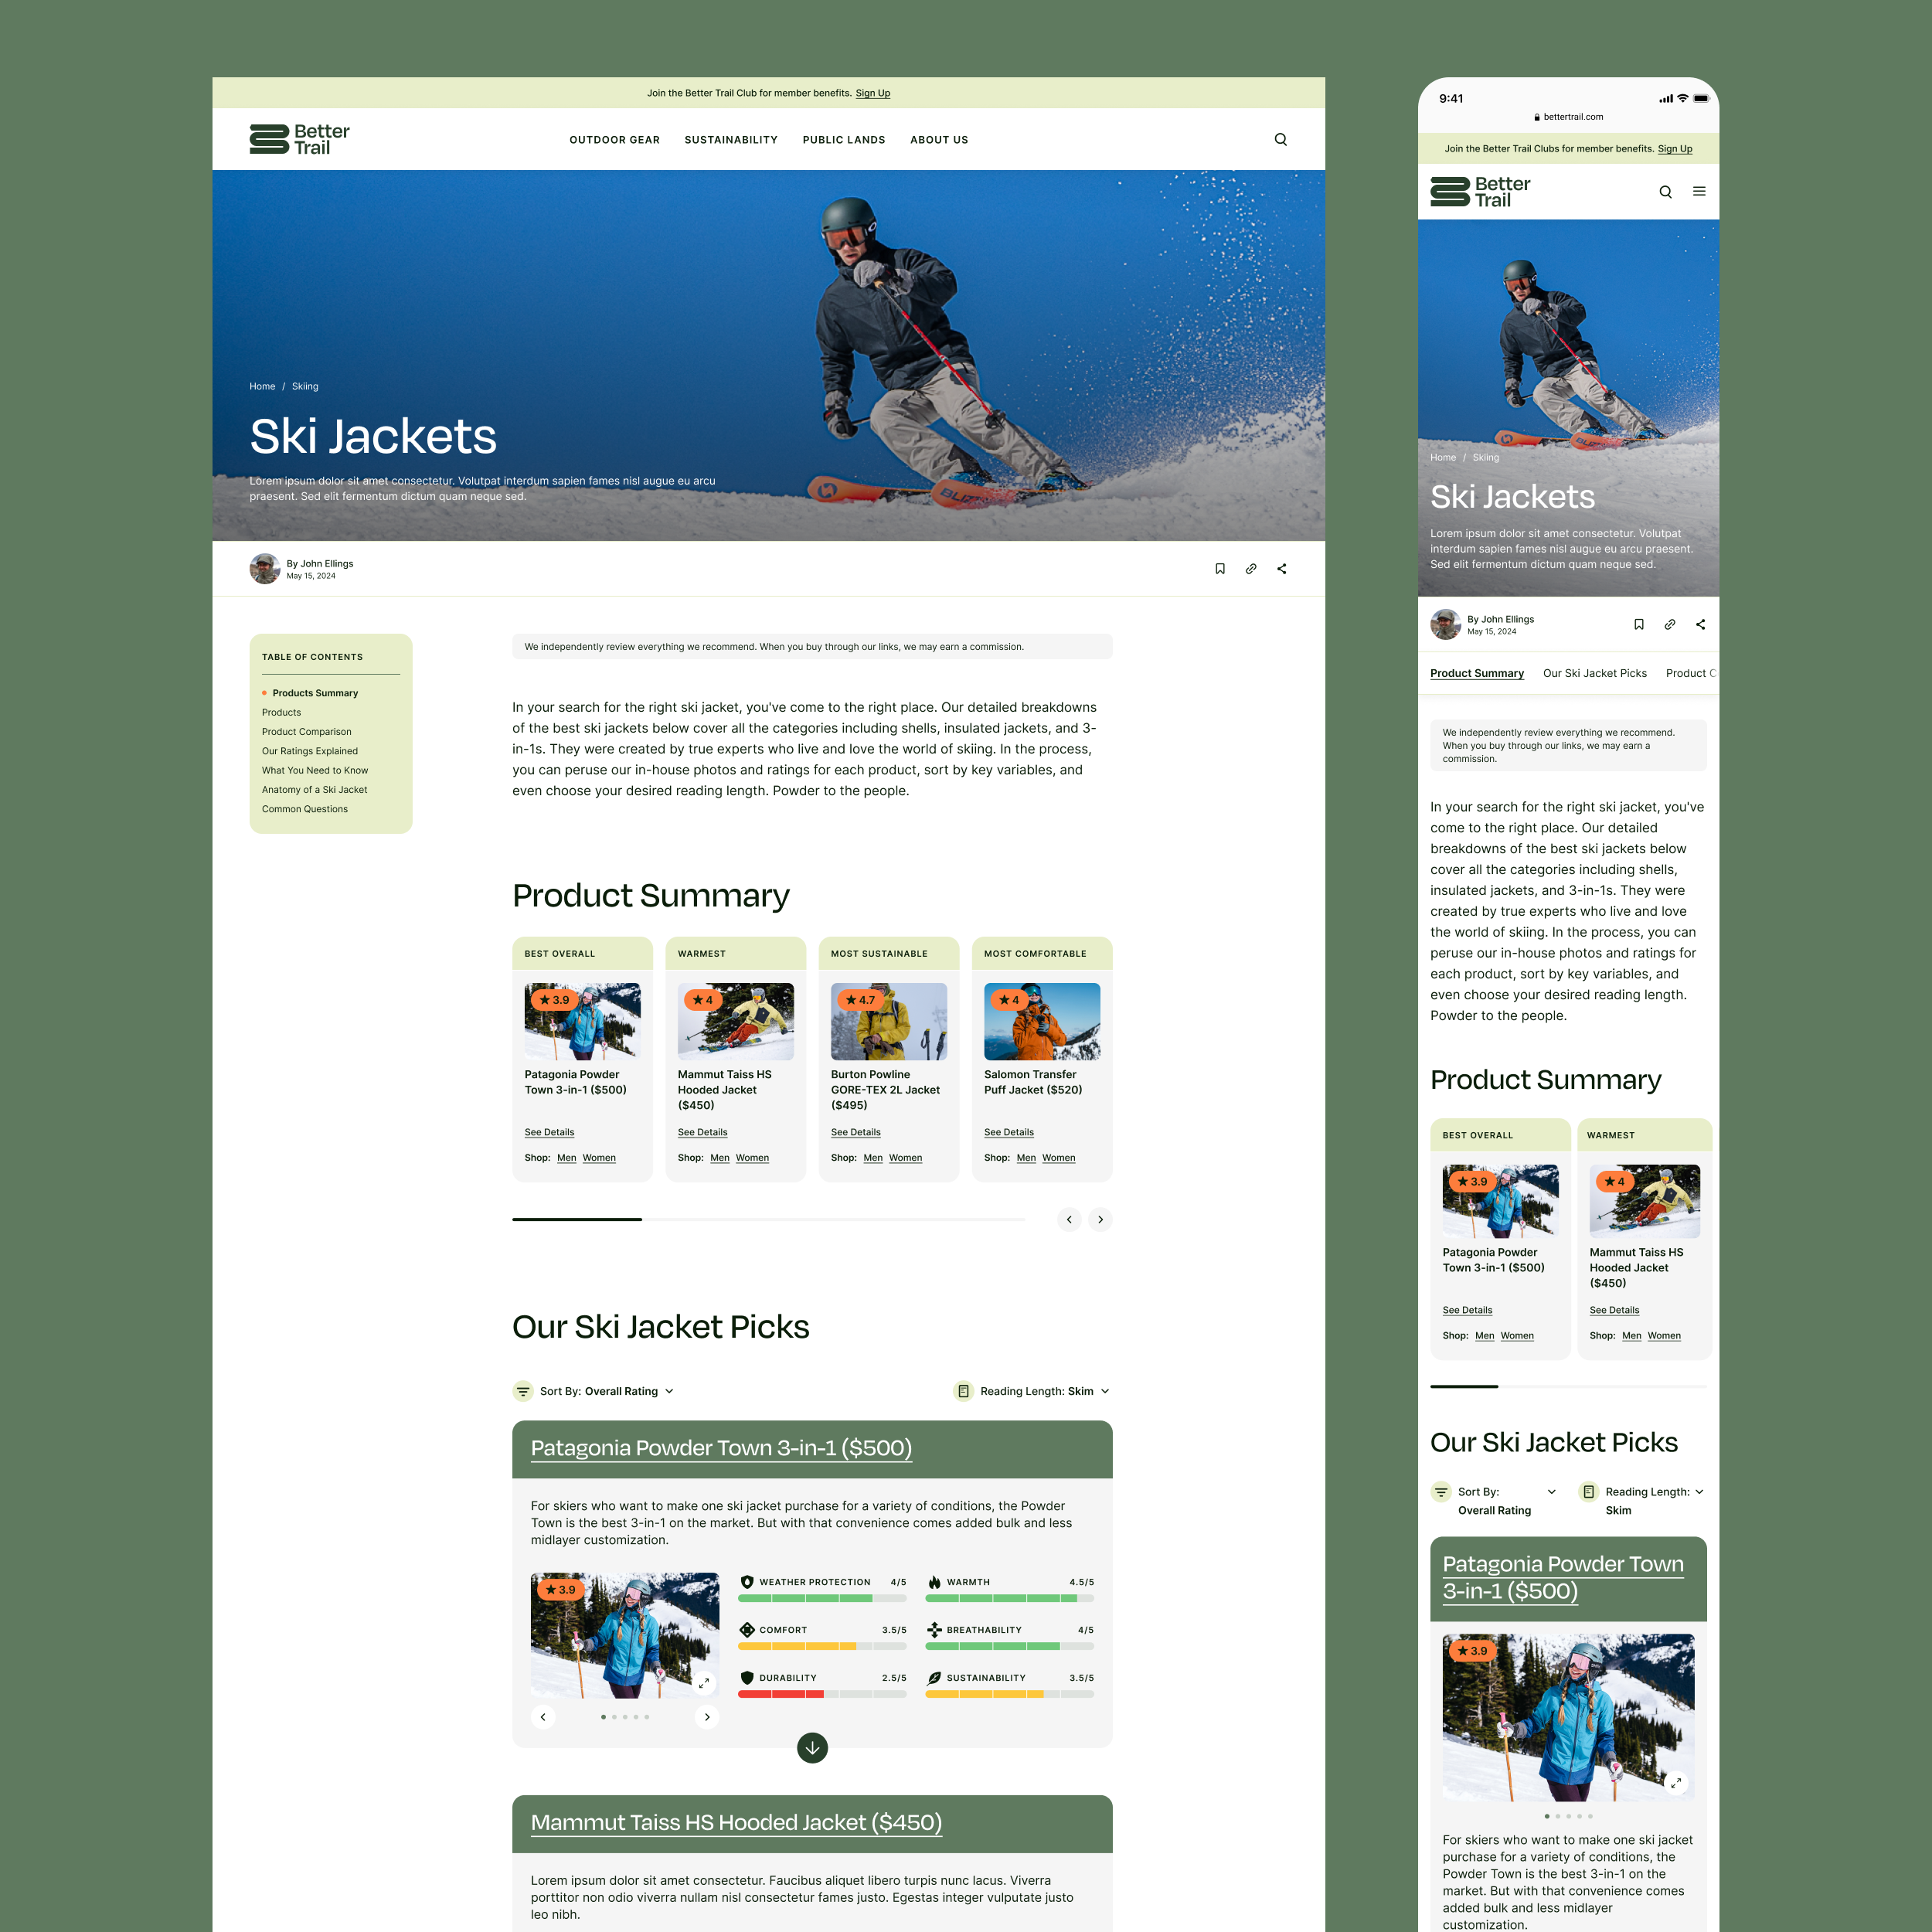 Join the Better Trail Club for member benefits. Sign Up
Better
Trail
OUTDOOR GEAR
SUSTAINABILITY
PUBLIC LANDS
ABOUT US
Home / Skiing
Ski Jackets
Lorem ipsum dolor sit amet consectetur. Volutpat interdum sapien fames nisl augue eu arcu
praesent. Sed elit fermentum dictum quam neque sed.
By John Ellings
May 15, 2024
TABLE OF CONTENTS
Products Summary
Products
Product Comparison
Our Ratings Explained
What You Need to Know
Anatomy of a Ski Jacket
Common Questions
We independently review everything we recommend. When you buy through our links, we may earn a commission.
In your search for the right ski jacket, you've come to the right place. Our detailed breakdowns
of the best ski jackets below cover all the categories including shells, insulated jackets, and 3-
in-1s. They were created by true experts who live and love the world of skiing. In the process,
you can peruse our in-house photos and ratings for each product, sort by key variables, and
even choose your desired reading length. Powder to the people.
Product Summary
BEST OVERALL
3.9
Patagonia Powder
Town 3-in-1 ($500)
See Details
Shop: Men Women
WARMEST
4
Mammut Taiss HS
Hooded Jacket
($450)
See Details
Shop: Men Women
MOST SUSTAINABLE
4.7
Burton Powline
GORE-TEX 2L Jacket
($495)
See Details
Shop: Men Women
MOST COMFORTABLE
4
Salomon Transfer
Puff Jacket ($520)
See Details
Shop: Men Women
Our Ski Jacket Picks
Sort By: Overall Rating
Reading Length: Skim
Patagonia Powder Town 3-in-1 ($500)
For skiers who want to make one ski jacket purchase for a variety of conditions, the Powder
Town is the best 3-in-1 on the market. But with that convenience comes added bulk and less
midlayer customization.
3.9
WEATHER PROTECTION 4/5
WARMTH 4.5/5
COMFORT 3.5/5
BREATHABILITY 4/5
DURABILITY 2.5/5
SUSTAINABILITY 3.5/5
Mammut Taiss HS Hooded Jacket ($450)
Lorem ipsum dolor sit amet consectetur. Faucibus aliquet libero turpis nunc lacus. Viverra
porttitor non odio viverra nullam nisl consectetur fames justo. Egestas integer vulputate justo
leo nibh.
9:41
bettertrail.com
Join the Better Trail Clubs for member benefits. Sign Up
Better
Trail
Home / Skiing
Ski Jackets
Lorem ipsum dolor sit amet consectetur. Volutpat
interdum sapien fames nisl augue eu arcu praesent.
Sed elit fermentum dictum quam neque sed.
By John Ellings
May 15, 2024
Product Summary
Our Ski Jacket Picks
Product C
We independently review everything we recommend.
When you buy through our links, we may earn a
commission.
In your search for the right ski jacket, you've
come to the right place. Our detailed
breakdowns of the best ski jackets below
cover all the categories including shells,
insulated jackets, and 3-in-1s. They were
created by true experts who live and love
the world of skiing. In the process, you can
peruse our in-house photos and ratings for
each product, sort by key variables, and
even choose your desired reading length.
Powder to the people.
Product Summary
BEST OVERALL
3.9
Patagonia Powder
Town 3-in-1 ($500)
See Details
Shop: Men Women
WARMEST
4
Mammut Taiss HS
Hooded Jacket
($450)
See Details
Shop: Men Women
Our Ski Jacket Picks
Sort By:
Overall Rating
Reading Length:
Skim
Patagonia Powder Town
3-in-1 ($500)
3.9
For skiers who want to make one ski jacket
purchase for a variety of conditions, the
Powder Town is the best 3-in-1 on the
market. But with that convenience comes
added bulk and less midlayer
customization.